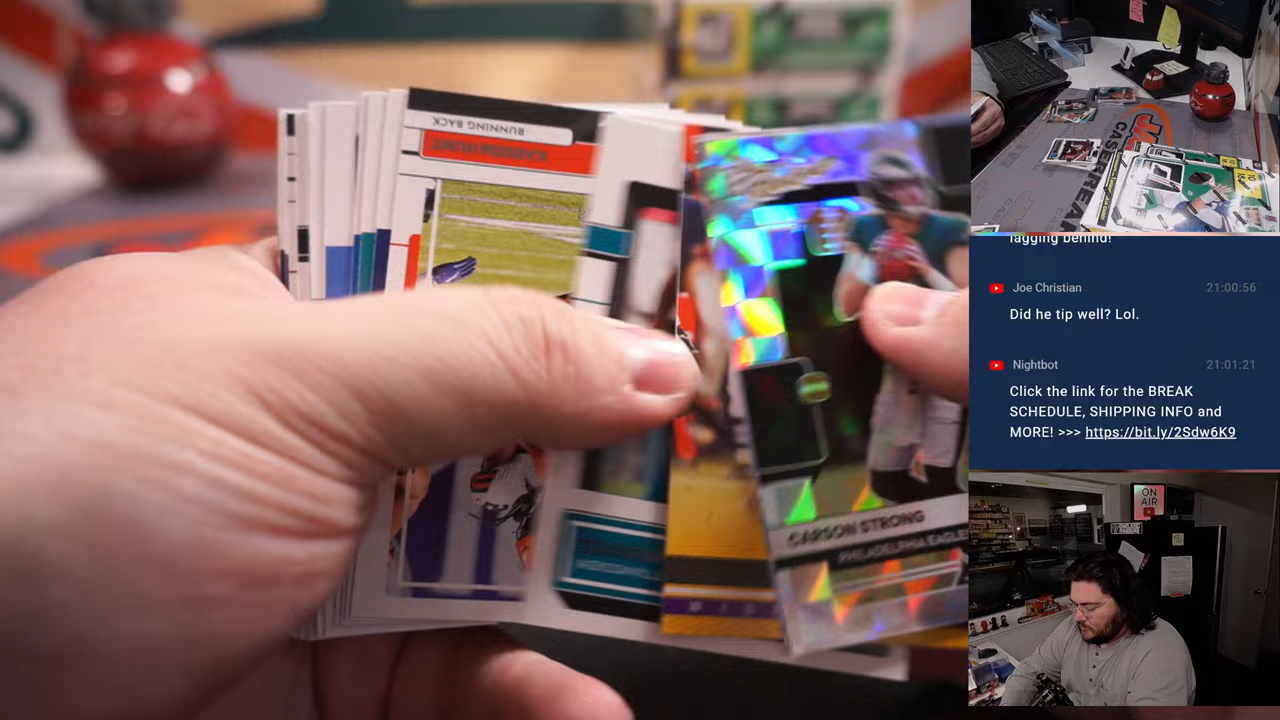 RUNNING BACK
KAREEM HUNT
CARSON STRONG
PHILADELPHIA EAGLE
lagging behind!
Joe Christian 21:00:56
Did he tip well? Lol.
Nightbot 21:01:21
Click the link for the BREAK
SCHEDULE, SHIPPING INFO and
MORE! >>> https://bit.ly/2Sdw6K9
ON
AIR